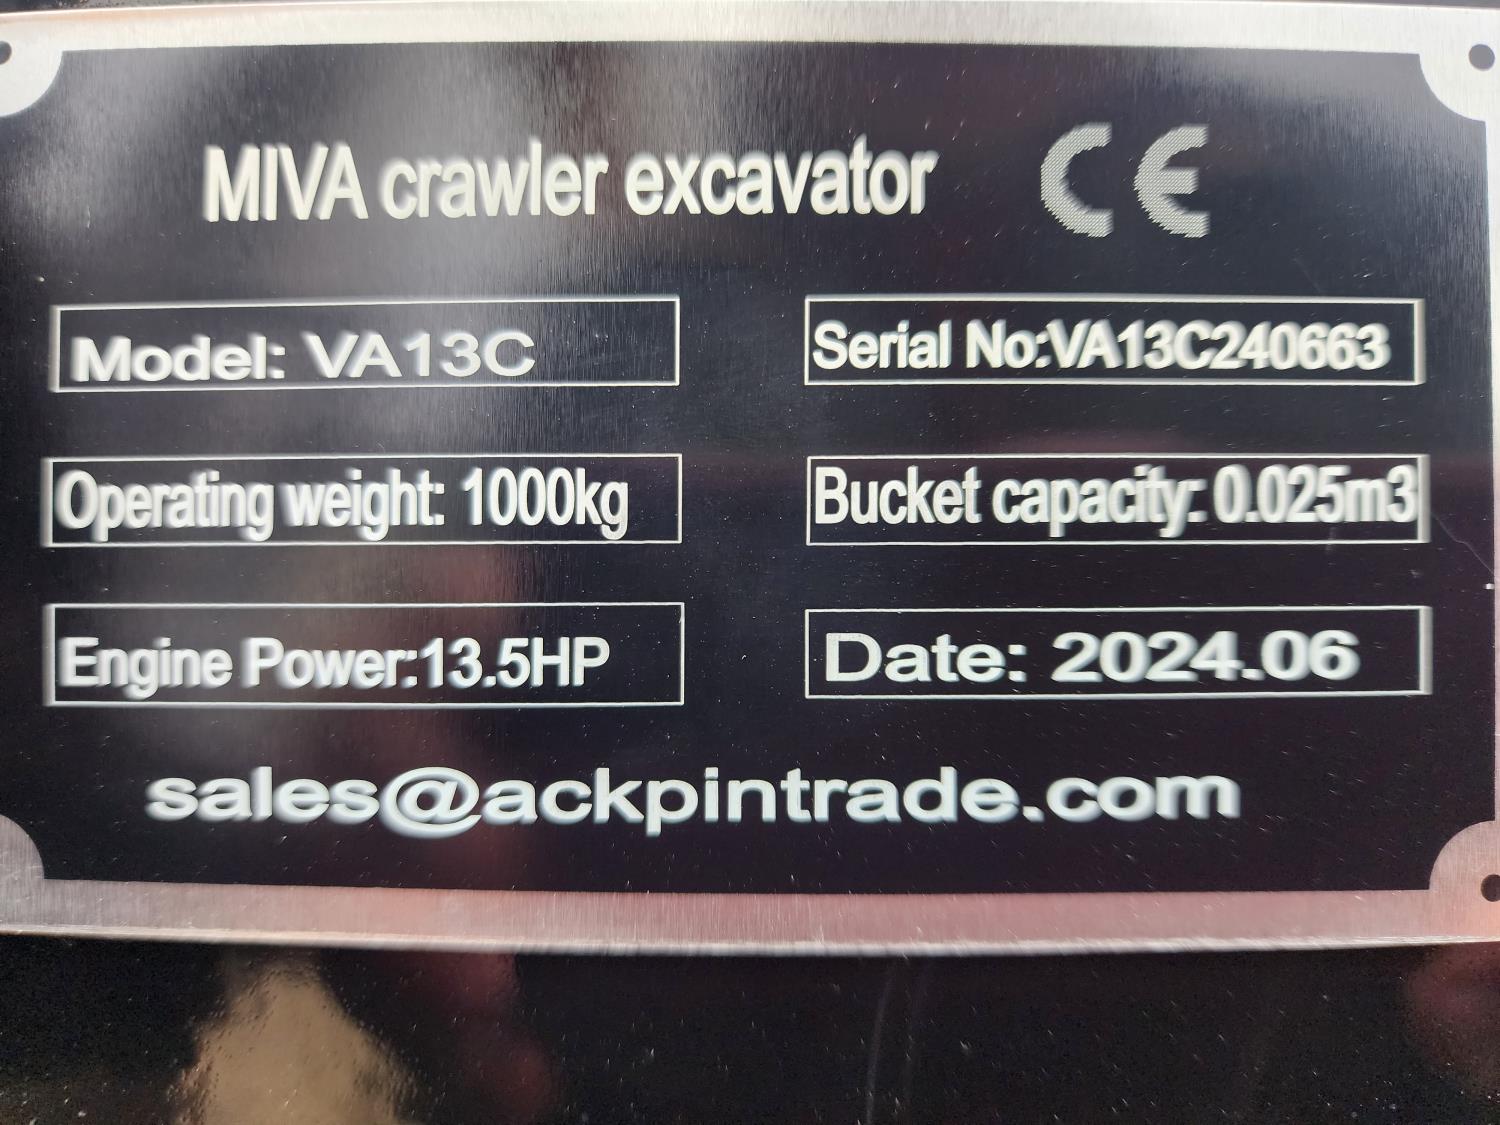 MIVA crawler excavator CE
Model: VA13C
Serial No:VA13C240663
Operating weight: 1000kg
Bucket capacity: 0.025m3
Engine Power:13.5HP
Date: 2024.06
sales@ackpintrade.com